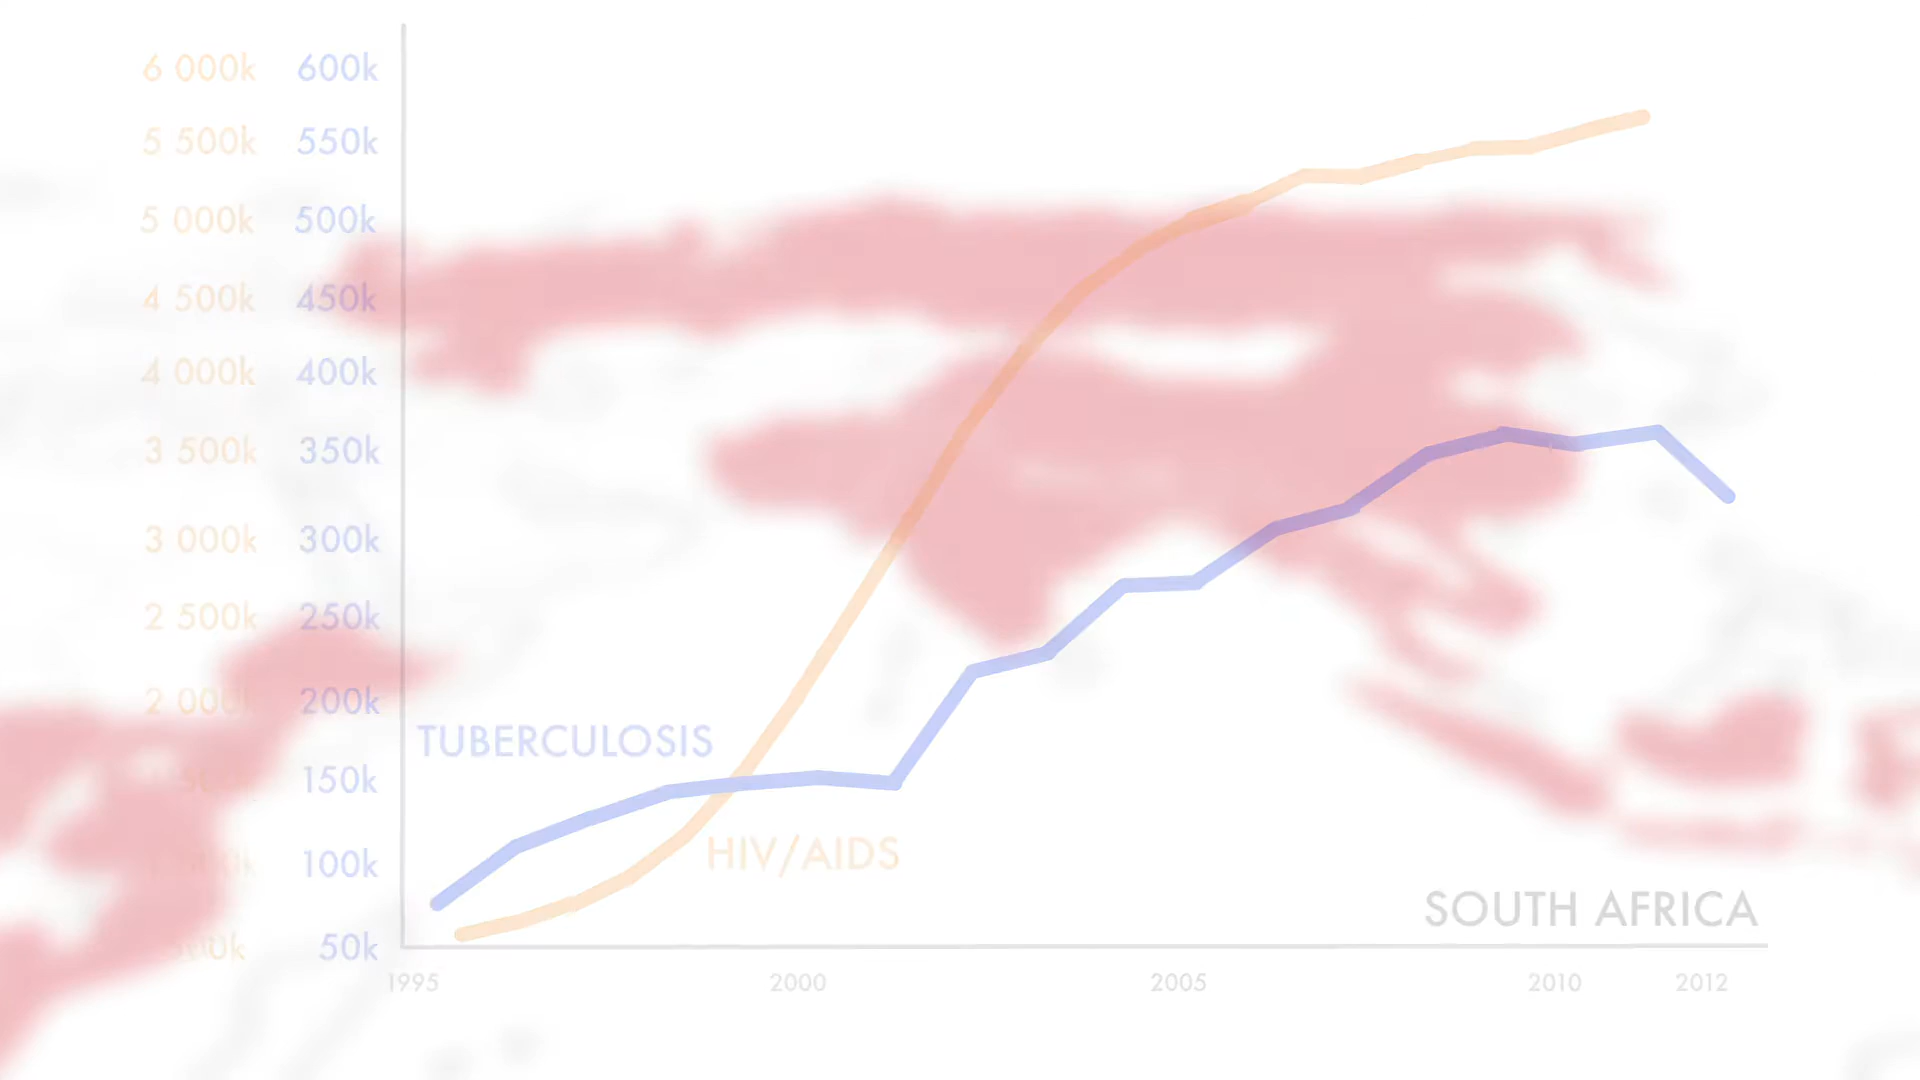 6 000k 600k
5 500k 550k
5 000k 500k
4 500k 450k
4 000k 400k
3 500k 350k
3 000k 300k
2 500k 250k
2 000k 200k
TUBERCULOSIS
150k
HIV/AIDS
100k
SOUTH AFRICA
50k
1995 2000 2005 2010 2012